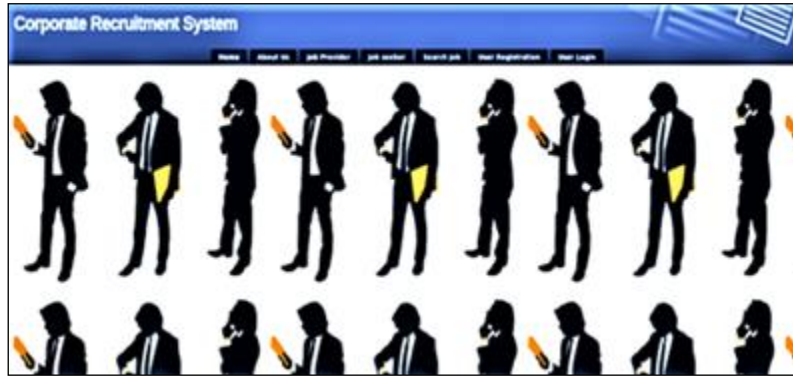 Corporate Recruitment System
Home About Us Job Provider Job seeker Search Job User Registration User Login